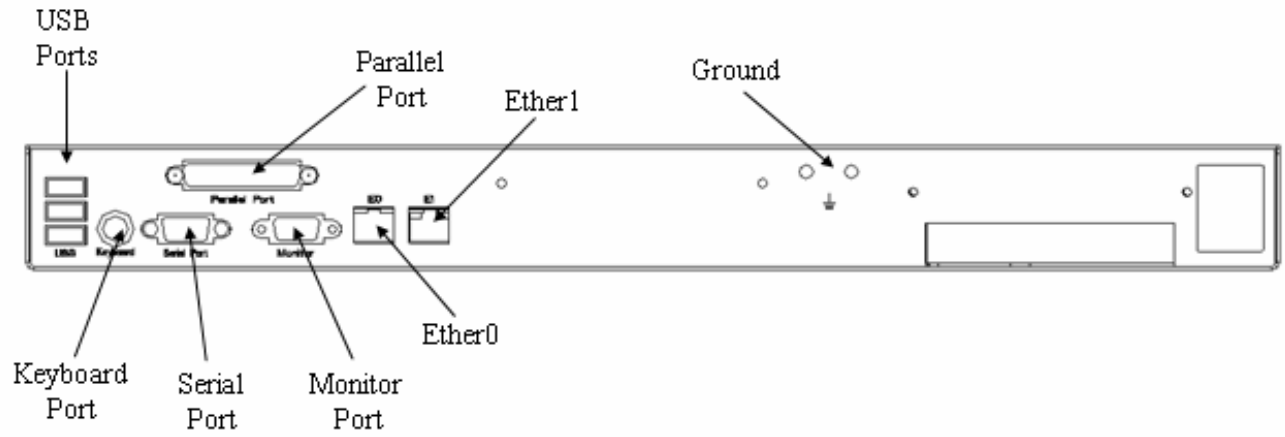 USB
Ports
Parallel
Port
Ether1
Ground
Parallel Port
E0
E1
USB
Keyboard
Serial Port
Monitor
Ether0
Keyboard
Port
Serial
Port
Monitor
Port